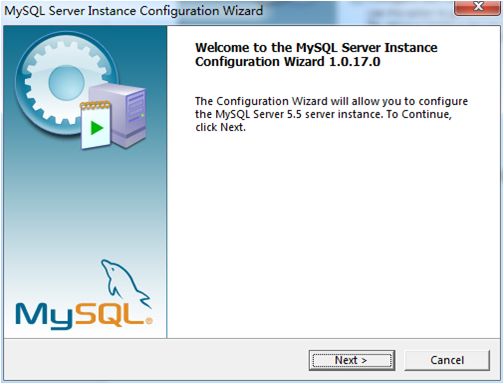 MySQL Server Instance Configuration Wizard
Welcome to the MySQL Server Instance
Configuration Wizard 1.0.17.0
The Configuration Wizard will allow you to configure
the MySQL Server 5.5 server instance. To Continue,
click Next.
MySQL®
Next >
Cancel